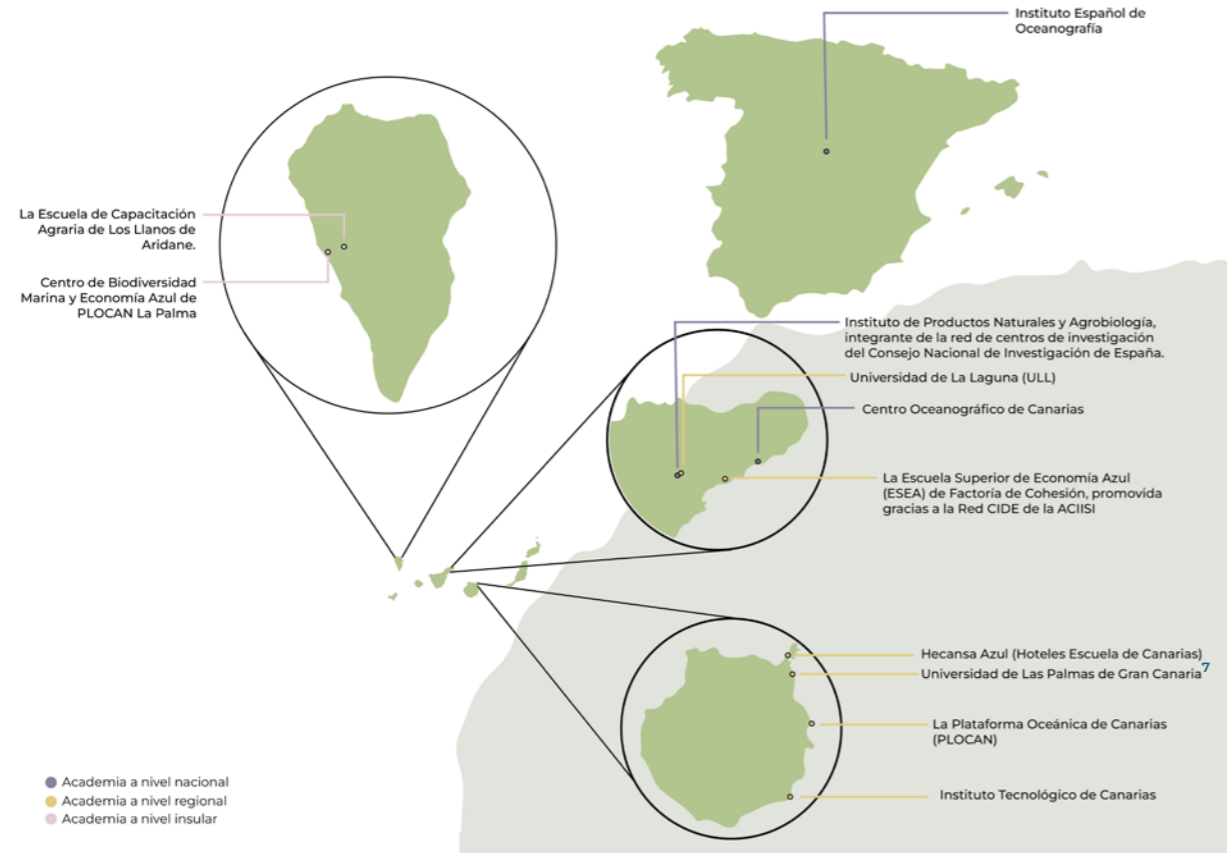 Instituto Español de
Oceanografía
La Escuela de Capacitación
Agraria de Los Llanos de
Aridane.
Centro de Biodiversidad
Marina y Economía Azul de
PLOCAN La Palma
Instituto de Productos Naturales y Agrobiología,
integrante de la red de centros de investigación
del Consejo Nacional de Investigación de España.
Universidad de La Laguna (ULL)
Centro Oceanográfico de Canarias
La Escuela Superior de Economía Azul
(ESEA) de Factoría de Cohesión, promovida
gracias a la Red CIDE de la ACIISI
Hecansa Azul (Hoteles Escuela de Canarias)
Universidad de Las Palmas de Gran Canaria7
La Plataforma Oceánica de Canarias
(PLOCAN)
Instituto Tecnológico de Canarias
Academia a nivel nacional
Academia a nivel regional
Academia a nivel insular